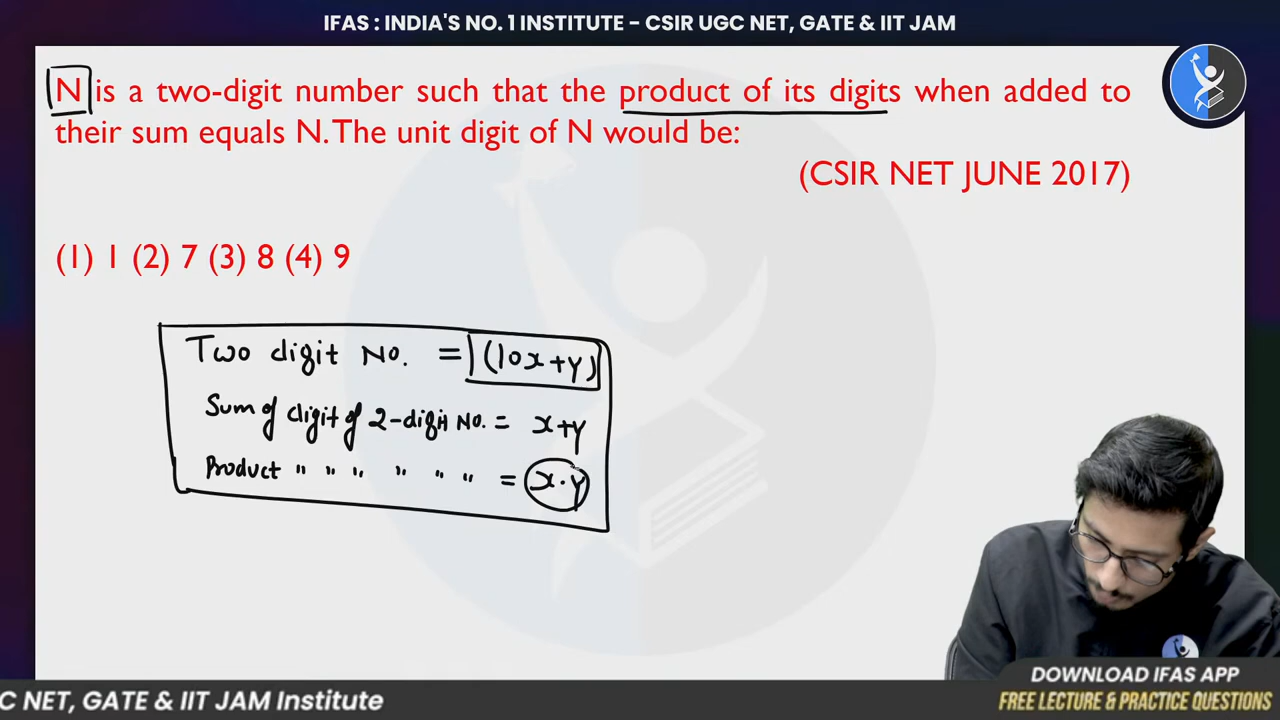 IFAS : INDIA'S NO. 1 INSTITUTE – CSIR UGC NET, GATE & IIT JAM
N is a two-digit number such that the product of its digits when added to
their sum equals N. The unit digit of N would be:
(CSIR NET JUNE 2017)
(1) 1 (2) 7 (3) 8 (4) 9
Two digit No. = (10x+y)
Sum of digit of 2-digit No. = x+y
Product " " " " " " = x·y
DOWNLOAD IFAS APP
FREE LECTURE & PRACTICE QUESTIONS
C NET, GATE & IIT JAM Institute